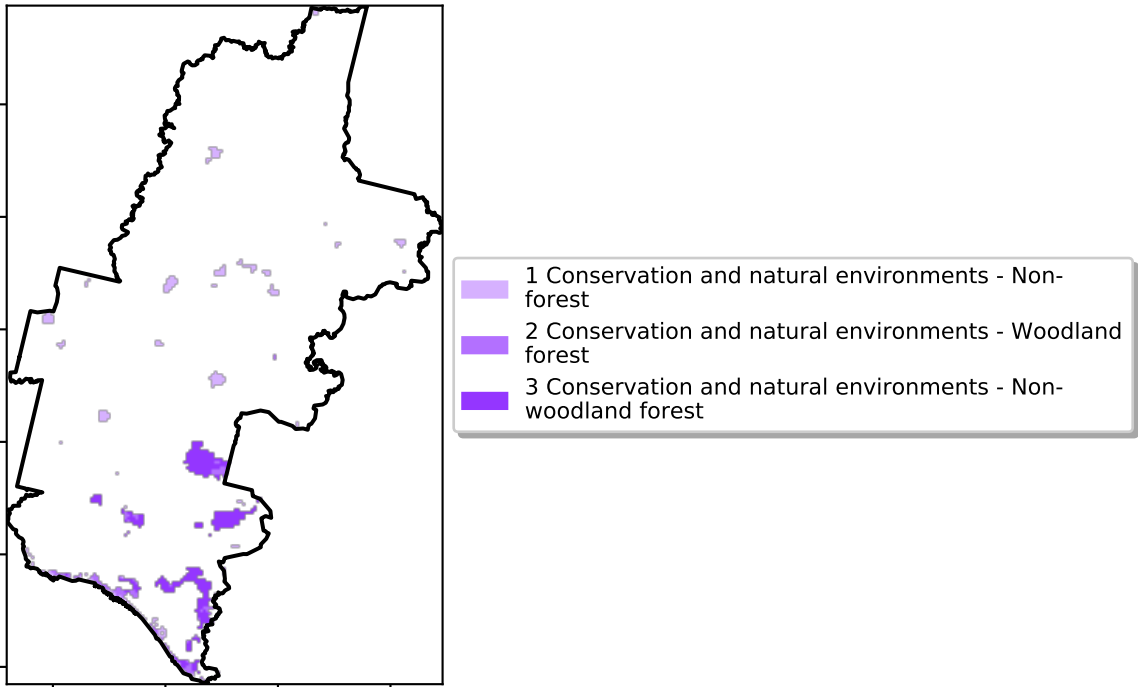 1 Conservation and natural environments - Non-
forest
2 Conservation and natural environments - Woodland
forest
3 Conservation and natural environments - Non-
woodland forest